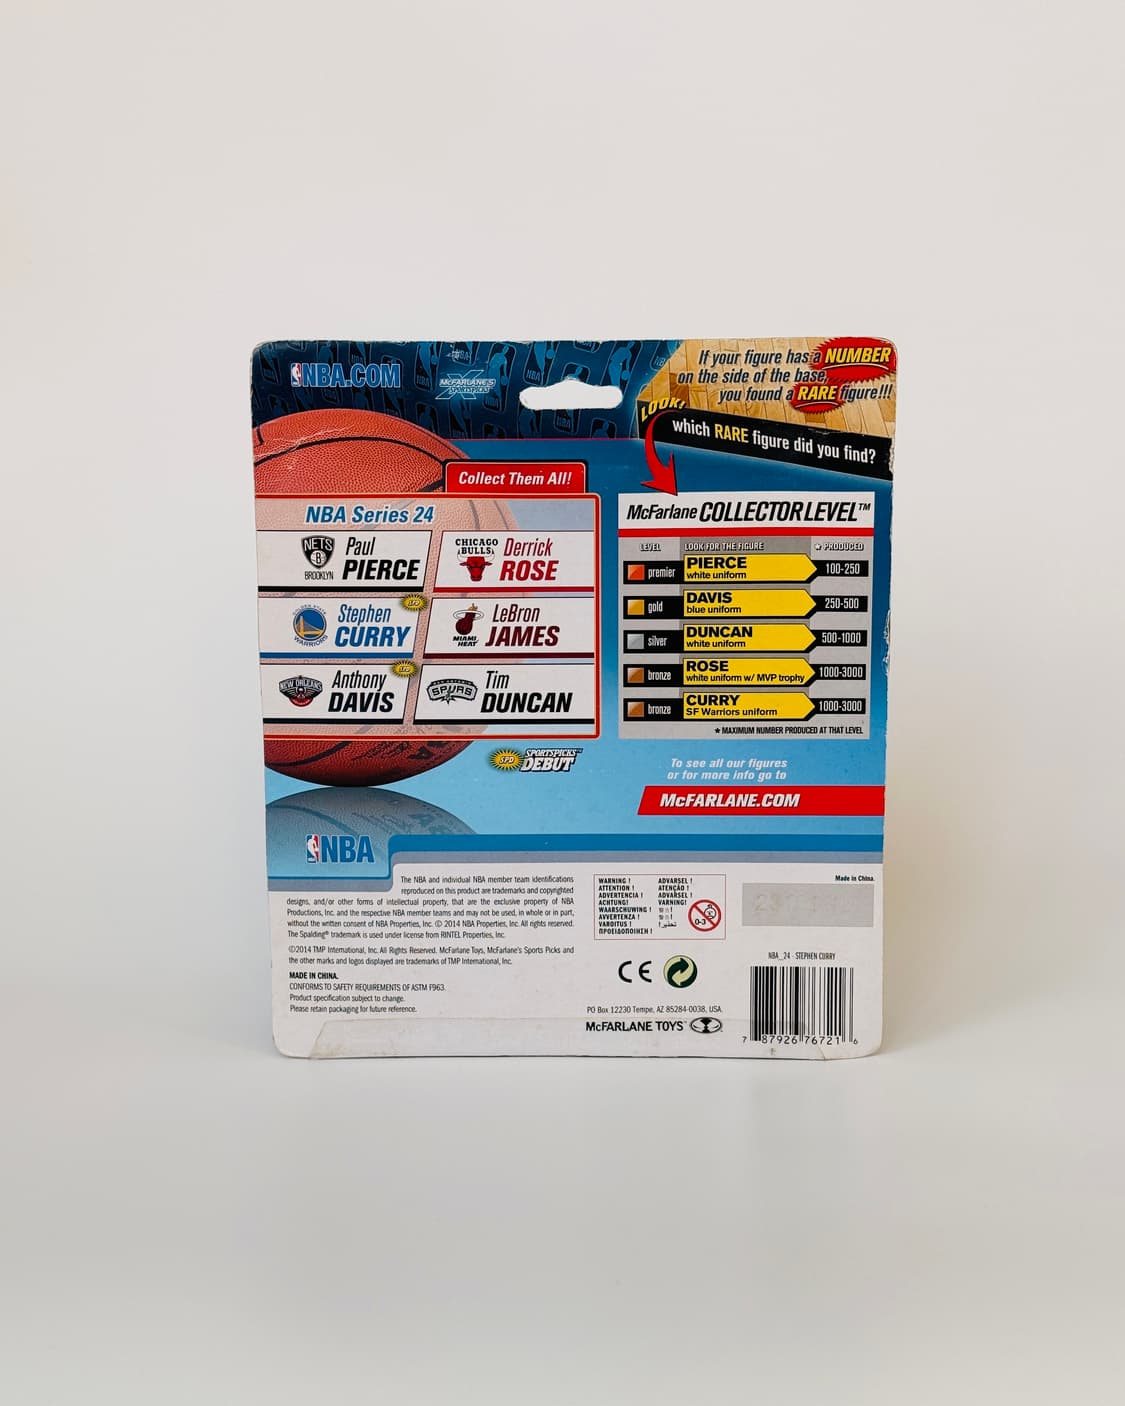 NBA.COM
McFARLANE'S
SPORTSPICKS
If your figure has a NUMBER
on the side of the base,
you found a RARE figure!!!
LOOK!
which RARE figure did you find?
Collect Them All!
NBA Series 24
NETS
B
BROOKLYN
Paul
PIERCE
CHICAGO
BULLS
Derrick
ROSE
GOLDEN STATE
WARRIORS
Stephen
CURRY
SPD
MIAMI
HEAT
LeBron
JAMES
NEW ORLEANS
Anthony
DAVIS
SPD
SPURS
Tim
DUNCAN
SPD SPORTSPICKS™
DEBUT
McFarlane COLLECTOR LEVEL™
LEVEL LOOK FOR THE FIGURE ★ PRODUCED
premier PIERCE white uniform 100-250
gold DAVIS blue uniform 250-500
silver DUNCAN white uniform 500-1000
bronze ROSE white uniform w/ MVP trophy 1000-3000
bronze CURRY SF Warriors uniform 1000-3000
★ MAXIMUM NUMBER PRODUCED AT THAT LEVEL
To see all our figures
or for more info go to
McFARLANE.COM
NBA
The NBA and individual NBA member team identifications
reproduced on this product are trademarks and copyrighted
designs, and/or other forms of intellectual property, that are the exclusive property of NBA
Productions, Inc. and the respective NBA member teams and may not be used, in whole or in part,
without the written consent of NBA Properties, Inc. © 2014 NBA Properties, Inc. All rights reserved.
The Spalding® trademark is used under license from RINTEL Properties, Inc.
©2014 TMP International, Inc. All Rights Reserved. McFarlane Toys, McFarlane's Sports Picks and
the other marks and logos displayed are trademarks of TMP International, Inc.
MADE IN CHINA.
CONFORMS TO SAFETY REQUIREMENTS OF ASTM F963.
Product specification subject to change.
Please retain packaging for future reference.
WARNING !
ATTENTION !
ADVERTENCIA !
ACHTUNG!
WAARSCHUWING !
AVVERTENZA !
VAROITUS !
ΠΡΟΕΙΔΟΠΟΙΗΣΗ !
ADVARSEL !
ATENÇÃO !
ADVARSEL !
VARNING!
تحذير!
0-3
Made in China.
CE
PO Box 12230 Tempe, AZ 85284-0038, USA.
McFARLANE TOYS™
NBA_24 - STEPHEN CURRY
7 87926 76721 6